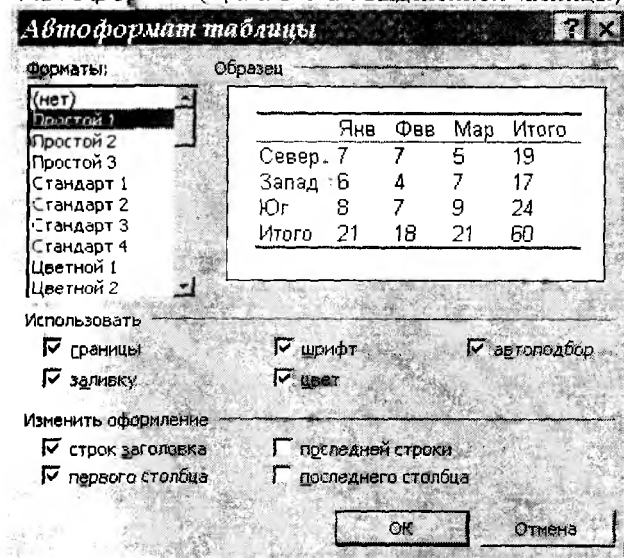 Автоформат таблицы ? ×
Форматы: Образец
(нет)
Простой 1
Простой 2
Простой 3
Стандарт 1
Стандарт 2
Стандарт 3
Стандарт 4
Цветной 1
Цветной 2
Янв Фвв Мар Итого
Север 7 7 5 19
Запад 6 4 7 17
Юг 8 7 9 24
Итого 21 18 21 60
Использовать
границы шрифт автоподбор
заливку цвет
Изменить оформление
строк заголовка последней строки
первого столбца последнего столбца
ОК Отмена